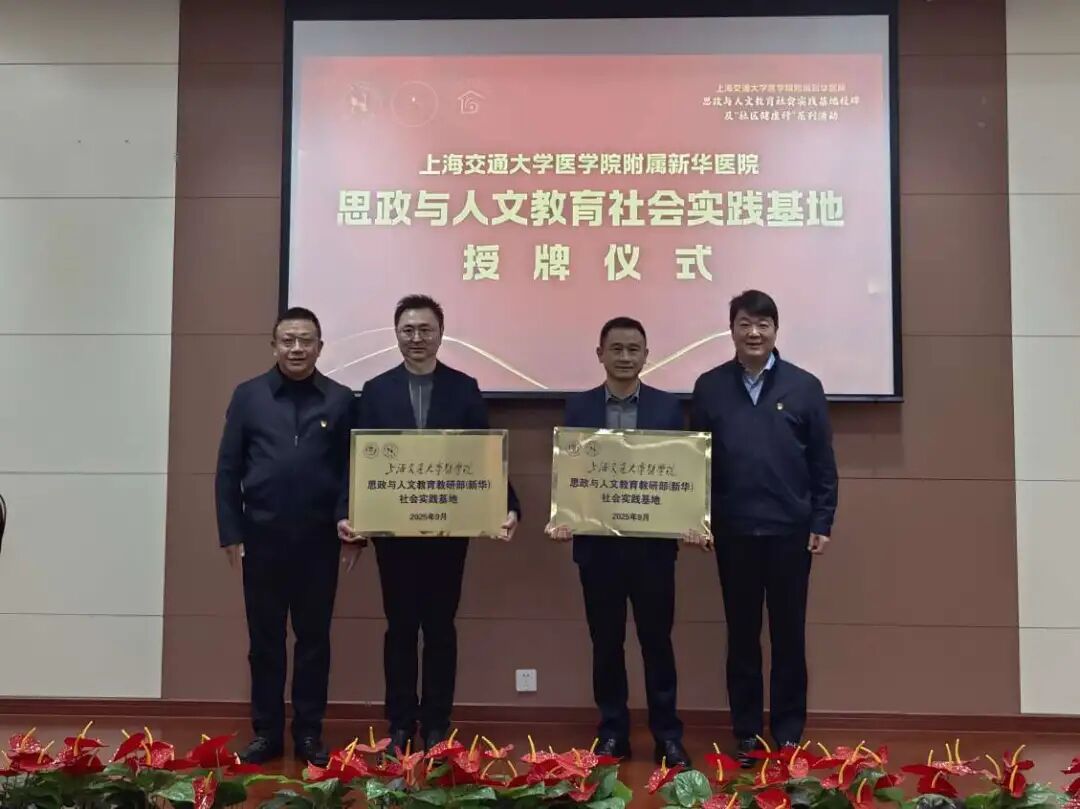 上海交通大学医学院附属新华医院
思政与人文教育社会实践基地授牌
及“社区健康行”系列活动
上海交通大学医学院附属新华医院
思政与人文教育社会实践基地
授牌仪式
上海交通大学医学院
思政与人文教育教研部(新华)
社会实践基地
2025年9月
上海交通大学医学院
思政与人文教育教研部(新华)
社会实践基地
2025年9月